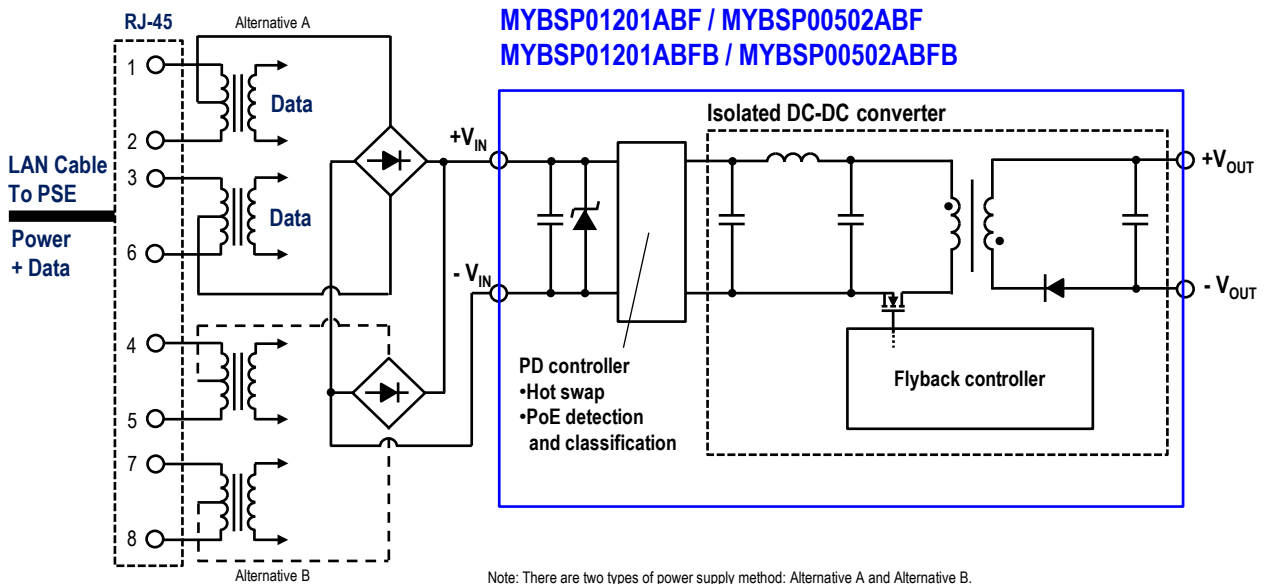 RJ-45
Alternative A
MYBSP01201ABF / MYBSP00502ABF
MYBSP01201ABFB / MYBSP00502ABFB
1
2
3
6
4
5
7
8
Data
Data
LAN Cable
To PSE
Power
+ Data
+VIN
- VIN
Isolated DC-DC converter
+VOUT
- VOUT
PD controller
•Hot swap
•PoE detection
and classification
Flyback controller
Alternative B
Note: There are two types of power supply method: Alternative A and Alternative B.